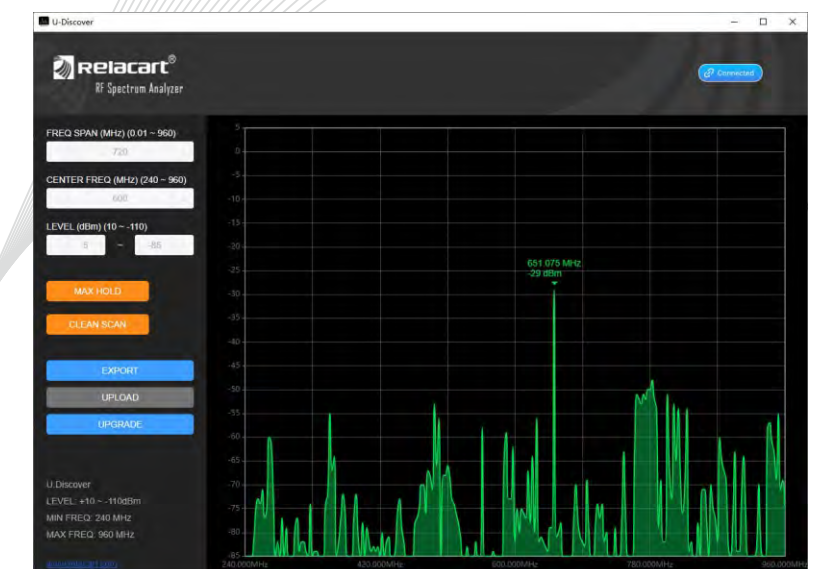 U-Discover
Relacart®
RF Spectrum Analyzer
Connected
FREQ SPAN (MHz) (0.01 ~ 960)
720
CENTER FREQ (MHz) (240 ~ 960)
600
LEVEL (dBm) (10 ~ -110)
5 ~ -85
MAX HOLD
CLEAN SCAN
EXPORT
UPLOAD
UPGRADE
U.Discover
LEVEL: +10 ~ -110dBm
MIN FREQ: 240 MHz
MAX FREQ: 960 MHz
5
0
-5
-10
-15
-20
-25
-30
-35
-40
-45
-50
-55
-60
-65
-70
-75
-80
-85
651.075 MHz
-29 dBm
240.000MHz
420.000MHz
600.000MHz
780.000MHz
960.000MHz